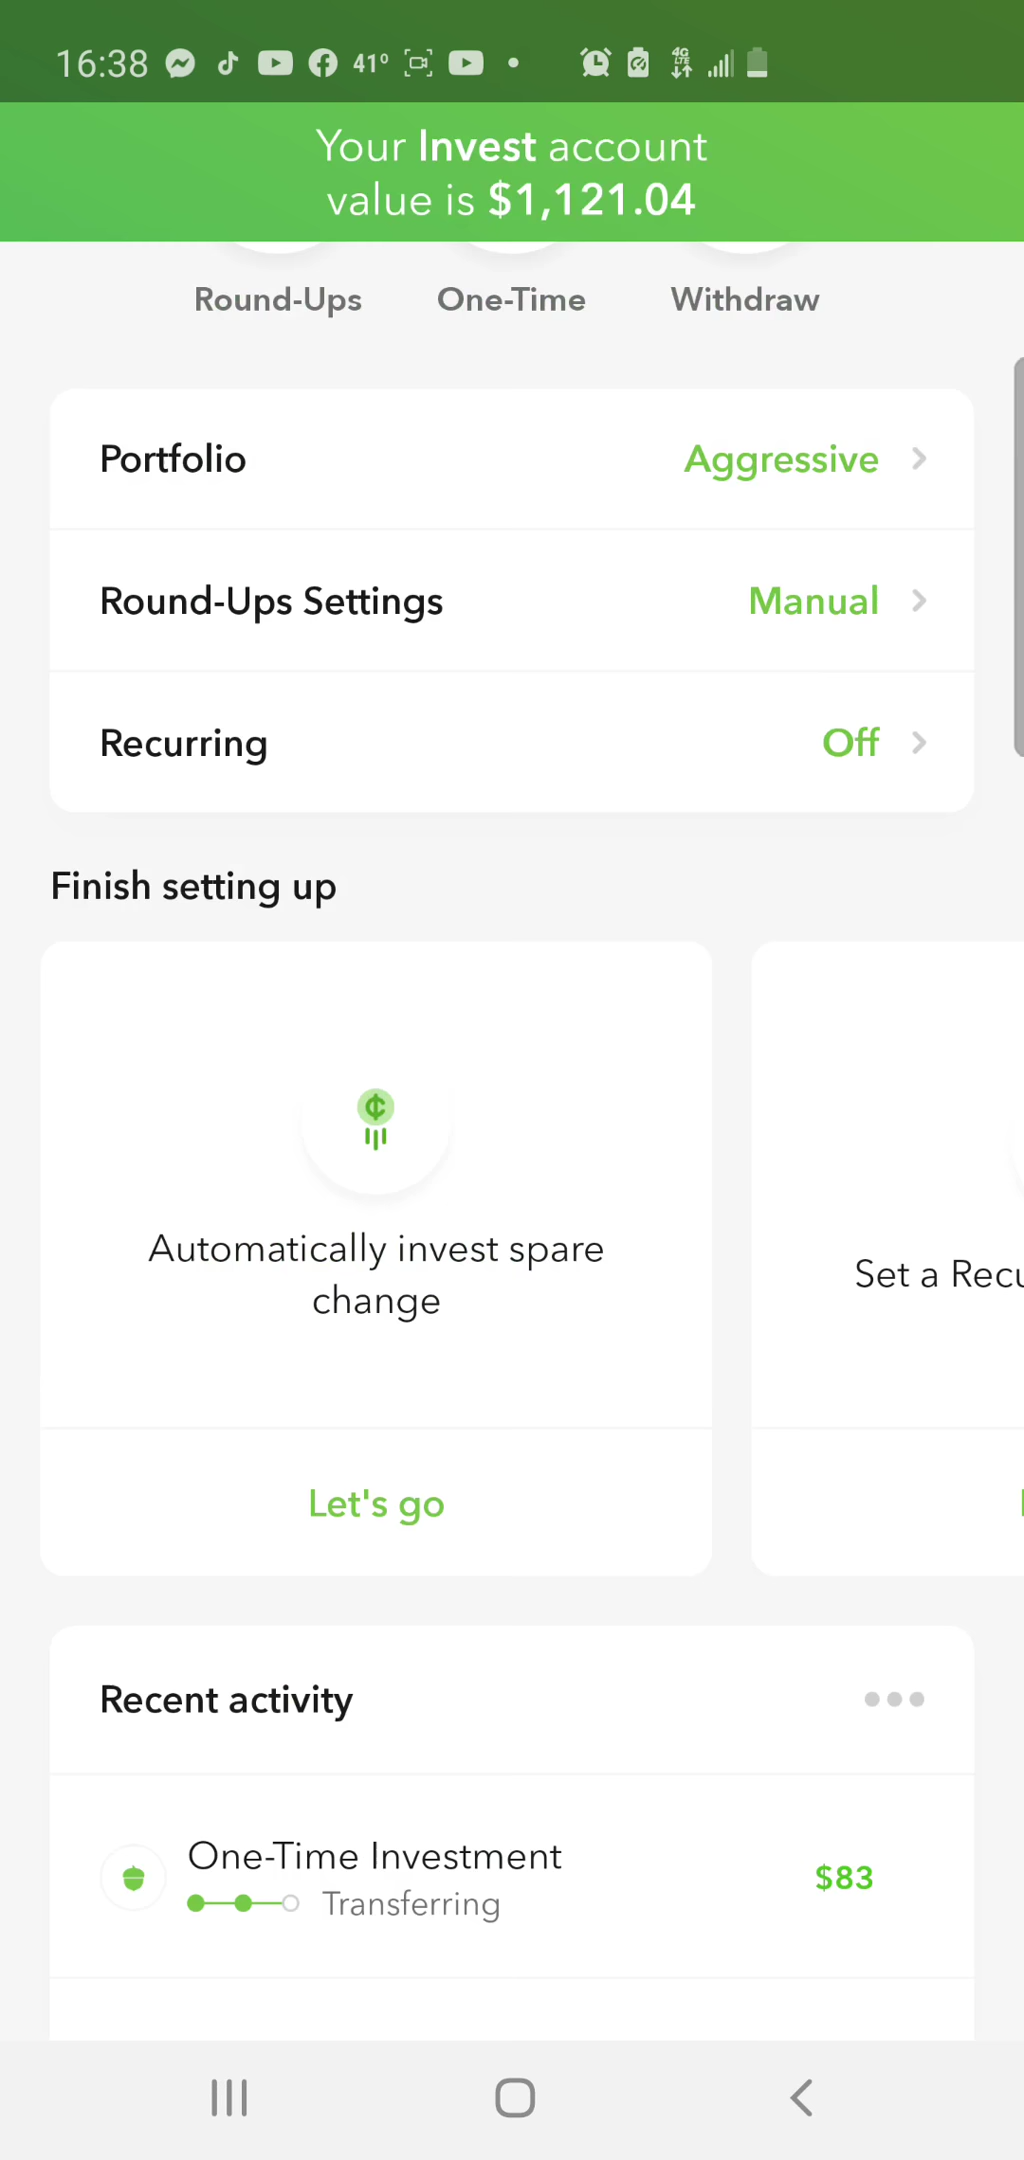 16:38 41°
4G LTE
Your Invest account
value is $1,121.04
Round-Ups One-Time Withdraw
Portfolio Aggressive
Round-Ups Settings Manual
Recurring Off
Finish setting up
Automatically invest spare
change
Set a Recu
Let's go
Recent activity
One-Time Investment
$83
Transferring